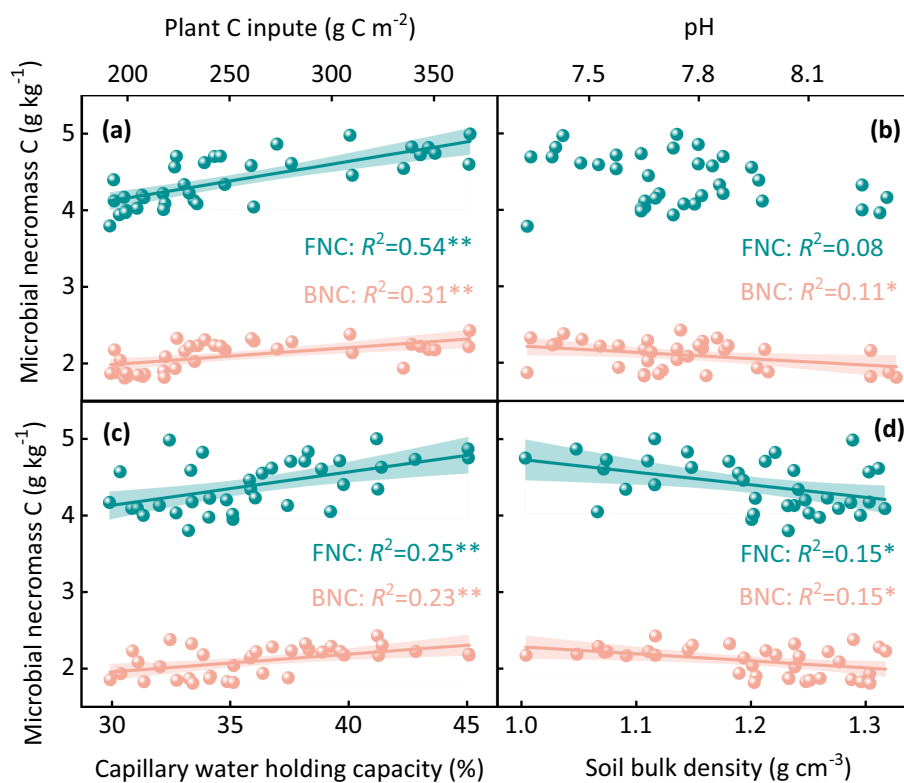 Plant C inpute (g C m⁻²)
pH
200 250 300 350
7.5 7.8 8.1
Microbial necromass C (g kg⁻¹)
5
4
3
2
(a)
FNC: R²=0.54**
BNC: R²=0.31**
(b)
FNC: R²=0.08
BNC: R²=0.11*
Microbial necromass C (g kg⁻¹)
5
4
3
2
(c)
FNC: R²=0.25**
BNC: R²=0.23**
(d)
FNC: R²=0.15*
BNC: R²=0.15*
30 35 40 45
1.0 1.1 1.2 1.3
Capillary water holding capacity (%)
Soil bulk density (g cm⁻³)